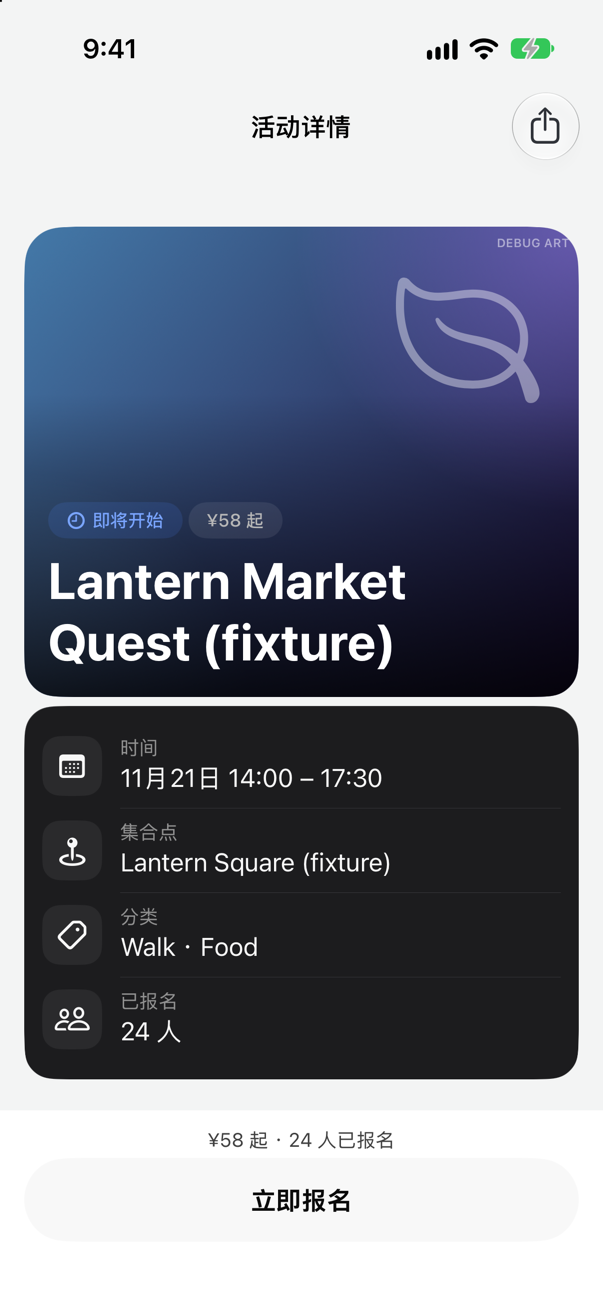 9:41
活动详情
DEBUG ART
即将开始
¥58 起
Lantern Market
Quest (fixture)
时间
11月21日 14:00 – 17:30
集合点
Lantern Square (fixture)
分类
Walk · Food
已报名
24 人
¥58 起 · 24 人已报名
立即报名